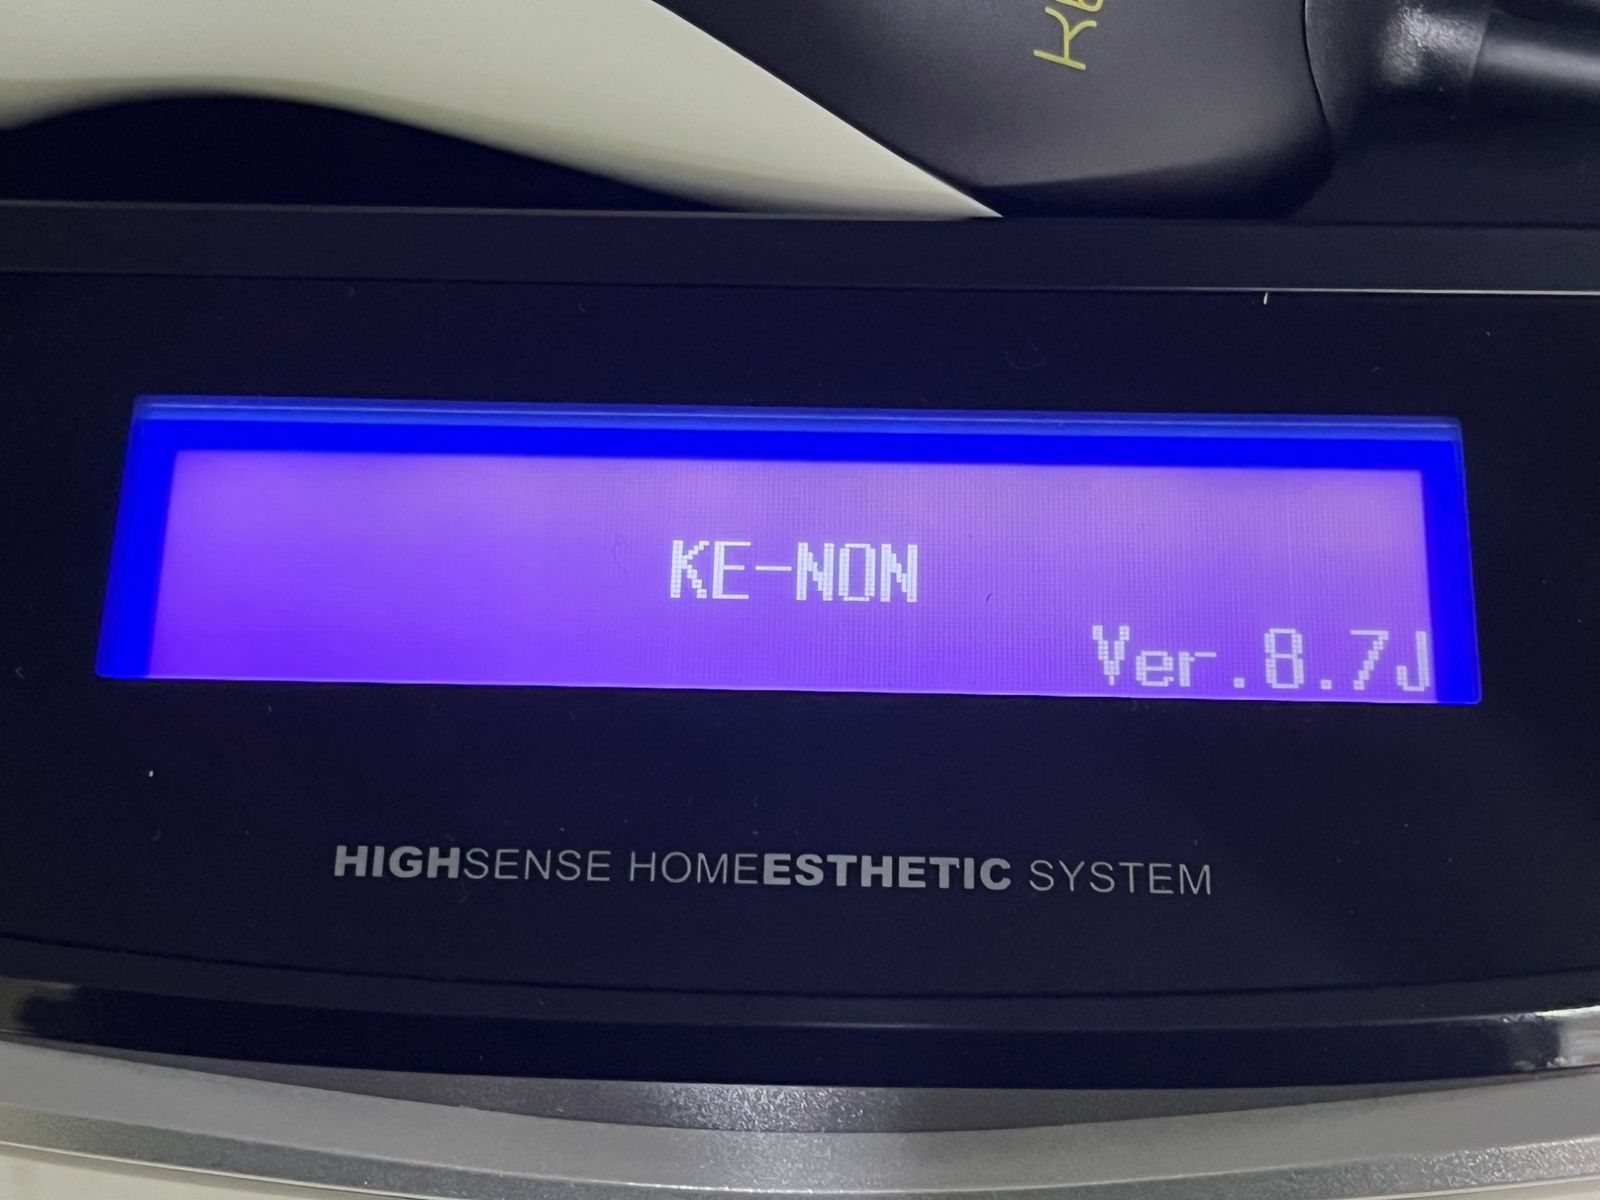 KE-NON
Ver.8.7J
HIGHSENSE HOMEESTHETIC SYSTEM